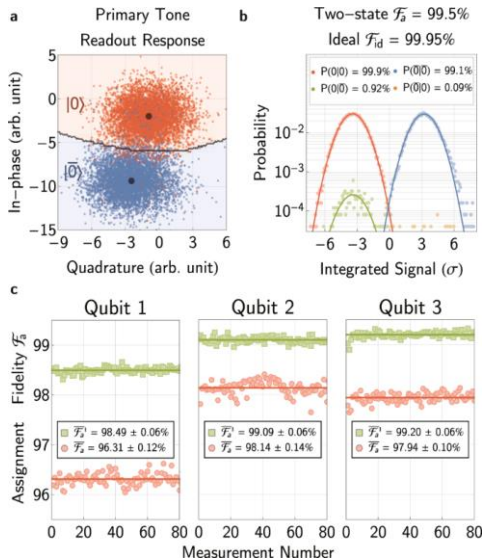 a
Primary Tone
Readout Response
In-phase (arb. unit)
5
0
−5
−10
−15
|0⟩
|0̅⟩
−9 −6 −3 0 3 6
Quadrature (arb. unit)
b
Two-state ℱₐ = 99.5%
Ideal ℱid = 99.95%
P(0|0) = 99.9% P(0̅|0̅) = 99.1%
P(0|0̅) = 0.92% P(0̅|0) = 0.09%
Probability
10⁻²
10⁻³
10⁻⁴
−6 −3 0 3 6
Integrated Signal (σ)
c
Qubit 1 Qubit 2 Qubit 3
Assignment Fidelity ℱₐ
99
98
97
96
ℱₐ¹ = 98.49 ± 0.06%
ℱₐ = 96.31 ± 0.12%
ℱₐ¹ = 99.09 ± 0.06%
ℱₐ = 98.14 ± 0.14%
ℱₐ¹ = 99.20 ± 0.06%
ℱₐ = 97.94 ± 0.10%
0 20 40 60 80 0 20 40 60 80 0 20 40 60 80
Measurement Number